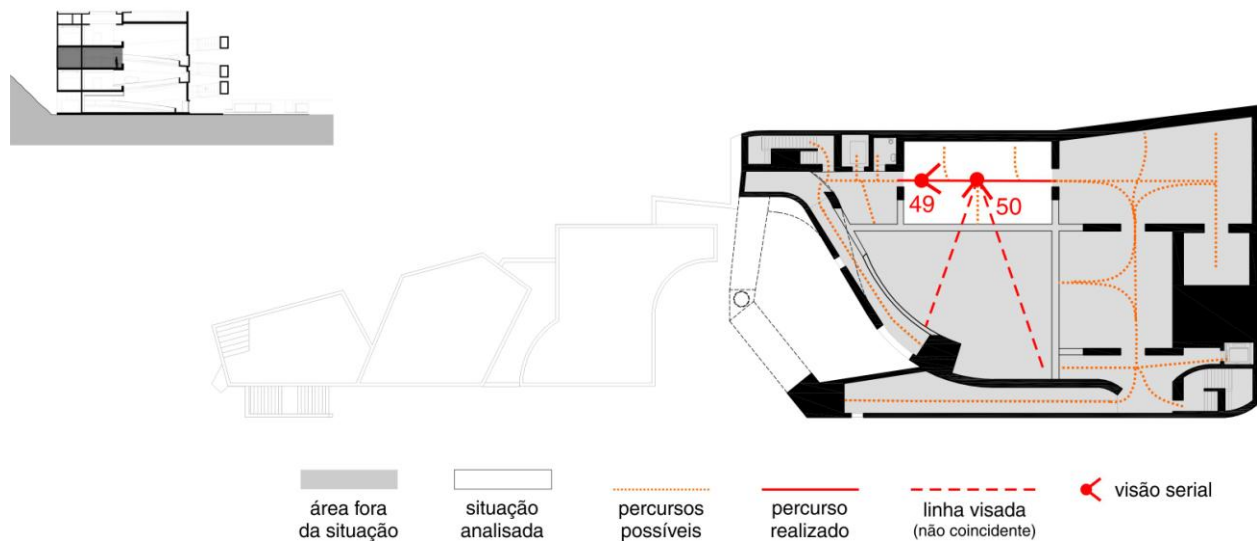 49
50
área fora
da situação
situação
analisada
percursos
possíveis
percurso
realizado
linha visada
(não coincidente)
visão serial